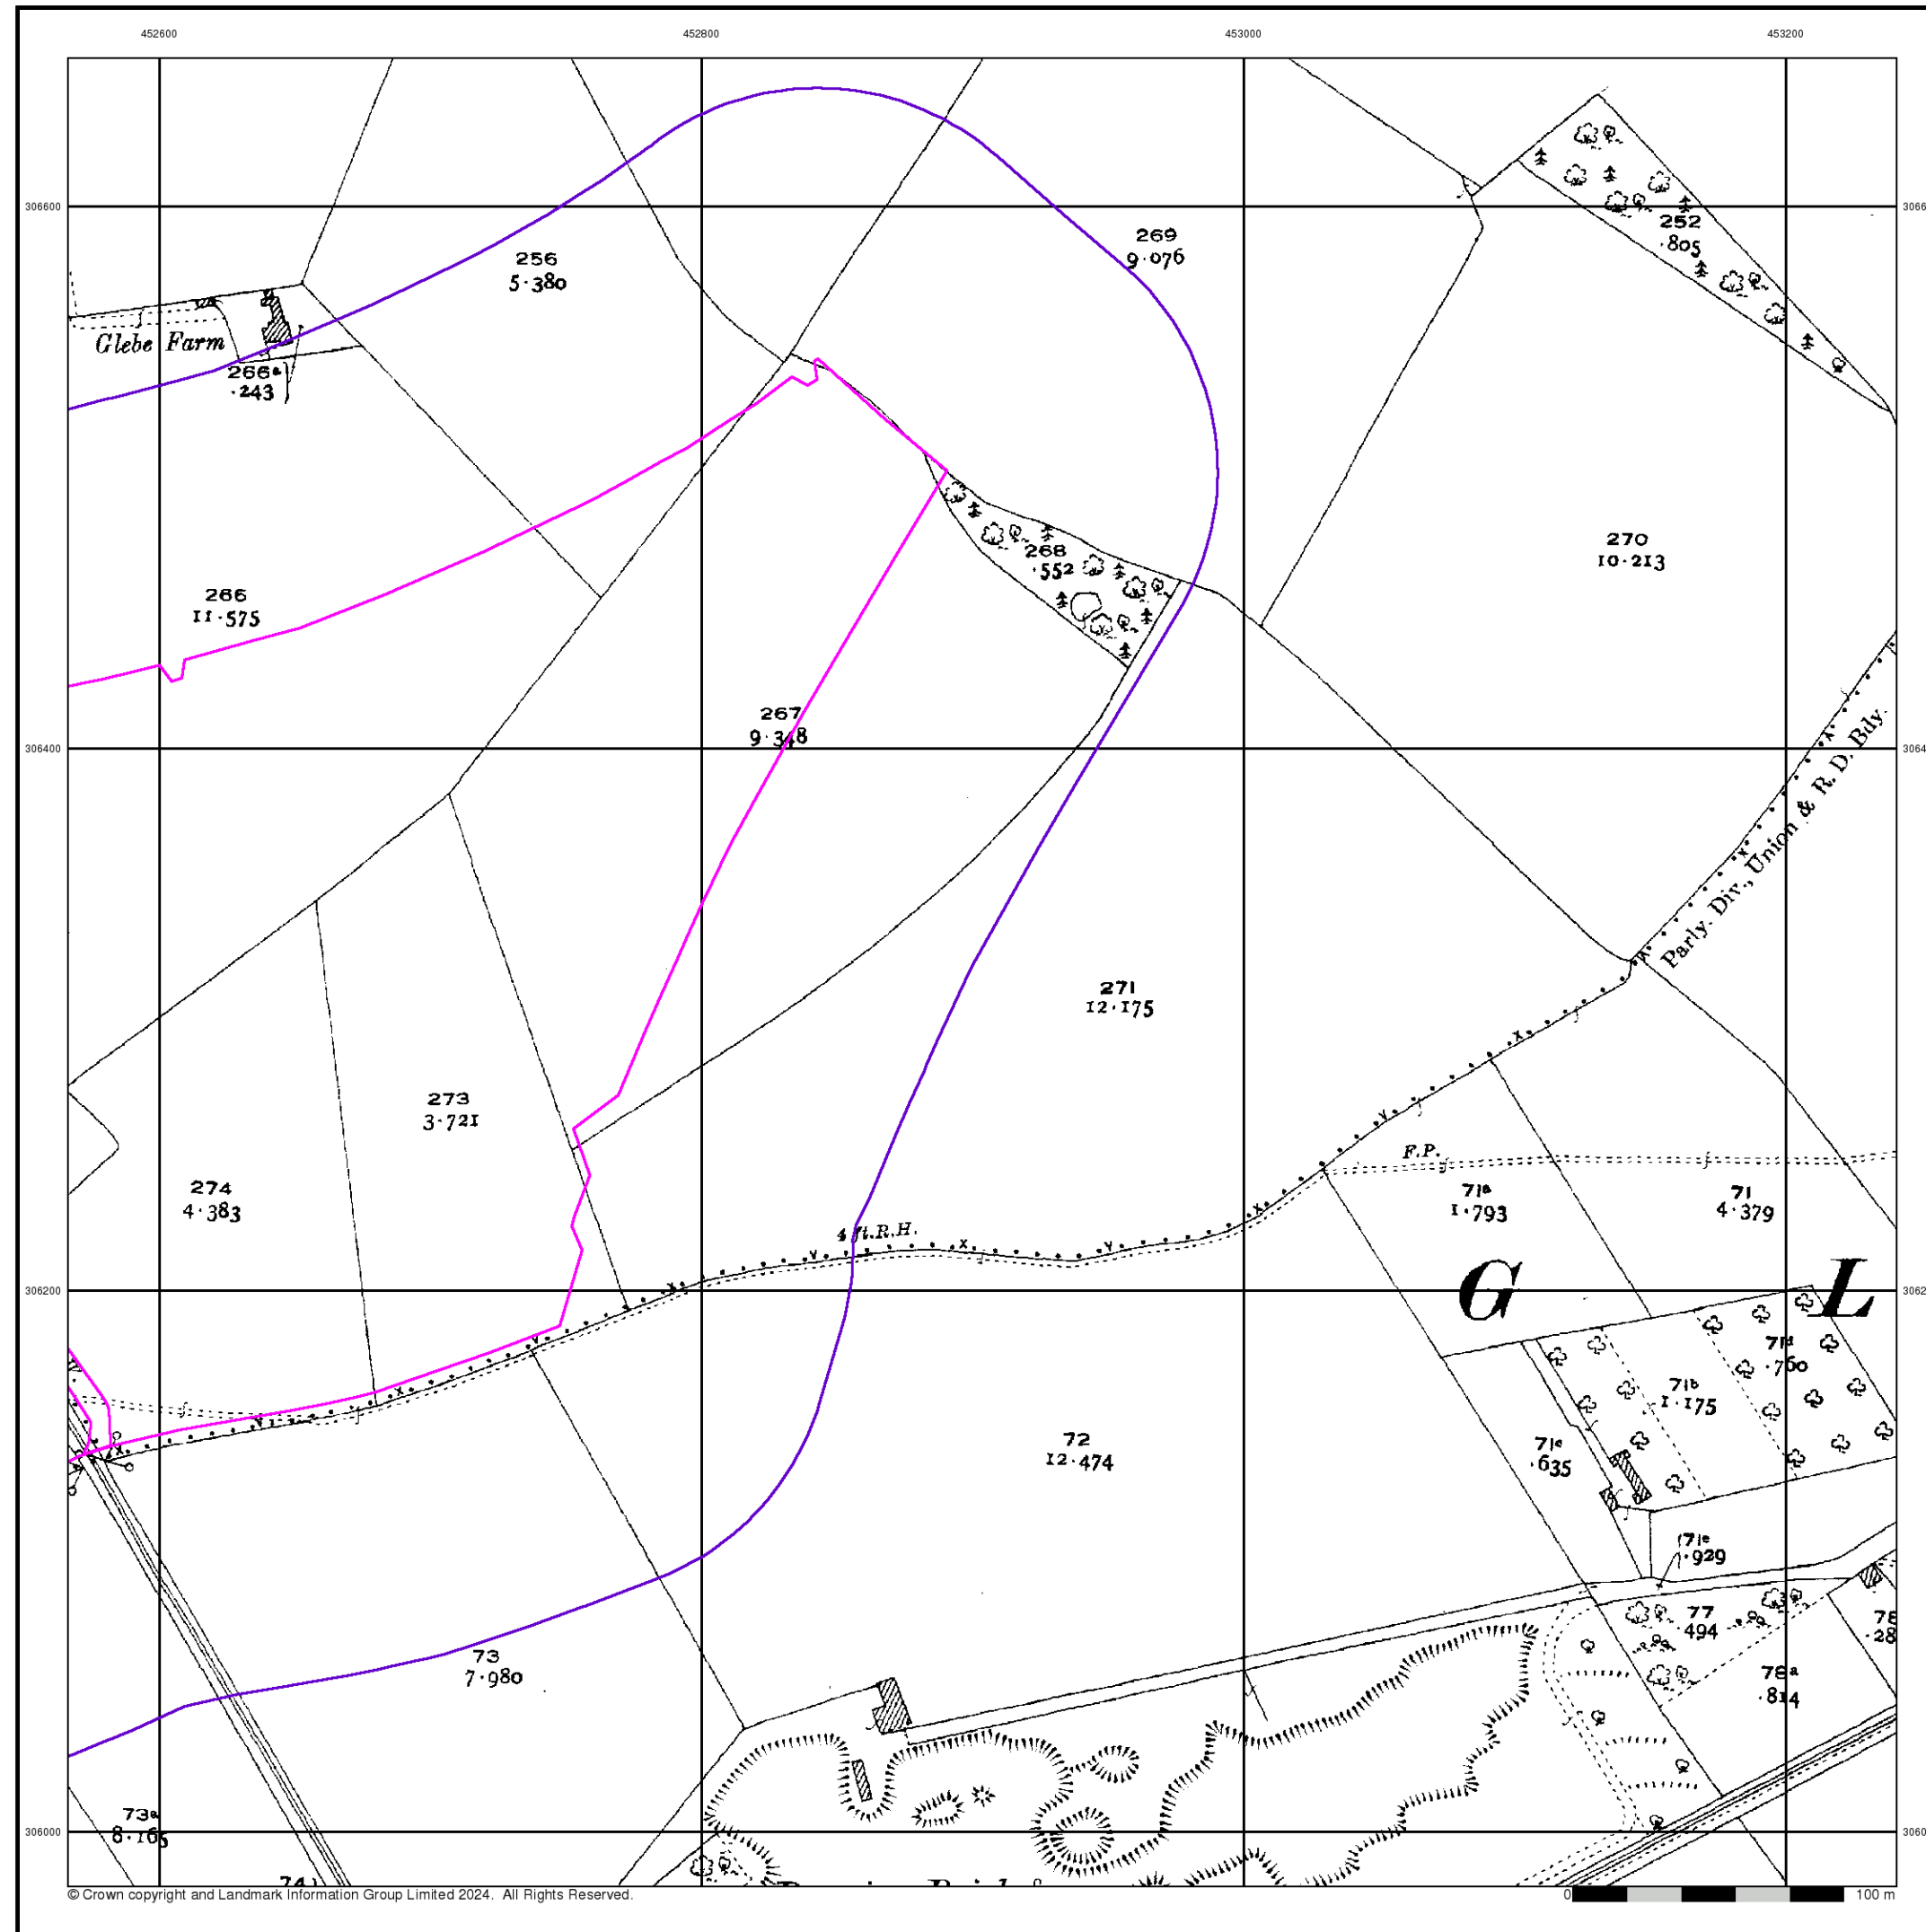 452600 452800 453000 453200
306600
269
9·076
252
·805
256
5·380
Glebe Farm
266ª
·243
270
10·213
268
·552
266
11·575
267
9·348
306400
Parly. Div., Union & R. D. Bdy.
271
12·175
273
3·721
F.P.
274
4·383
71ª
1·793
71
4·379
4 ft. R.H.
306200
G L
71ᵈ
·760
71ᵇ
1·175
72
12·474
71ᶜ
·635
71ᵉ
·929
77
494
78
·28
73
7·980
78ª
·814
73ª
8·165
306000
74
© Crown copyright and Landmark Information Group Limited 2024. All Rights Reserved.
0 100 m